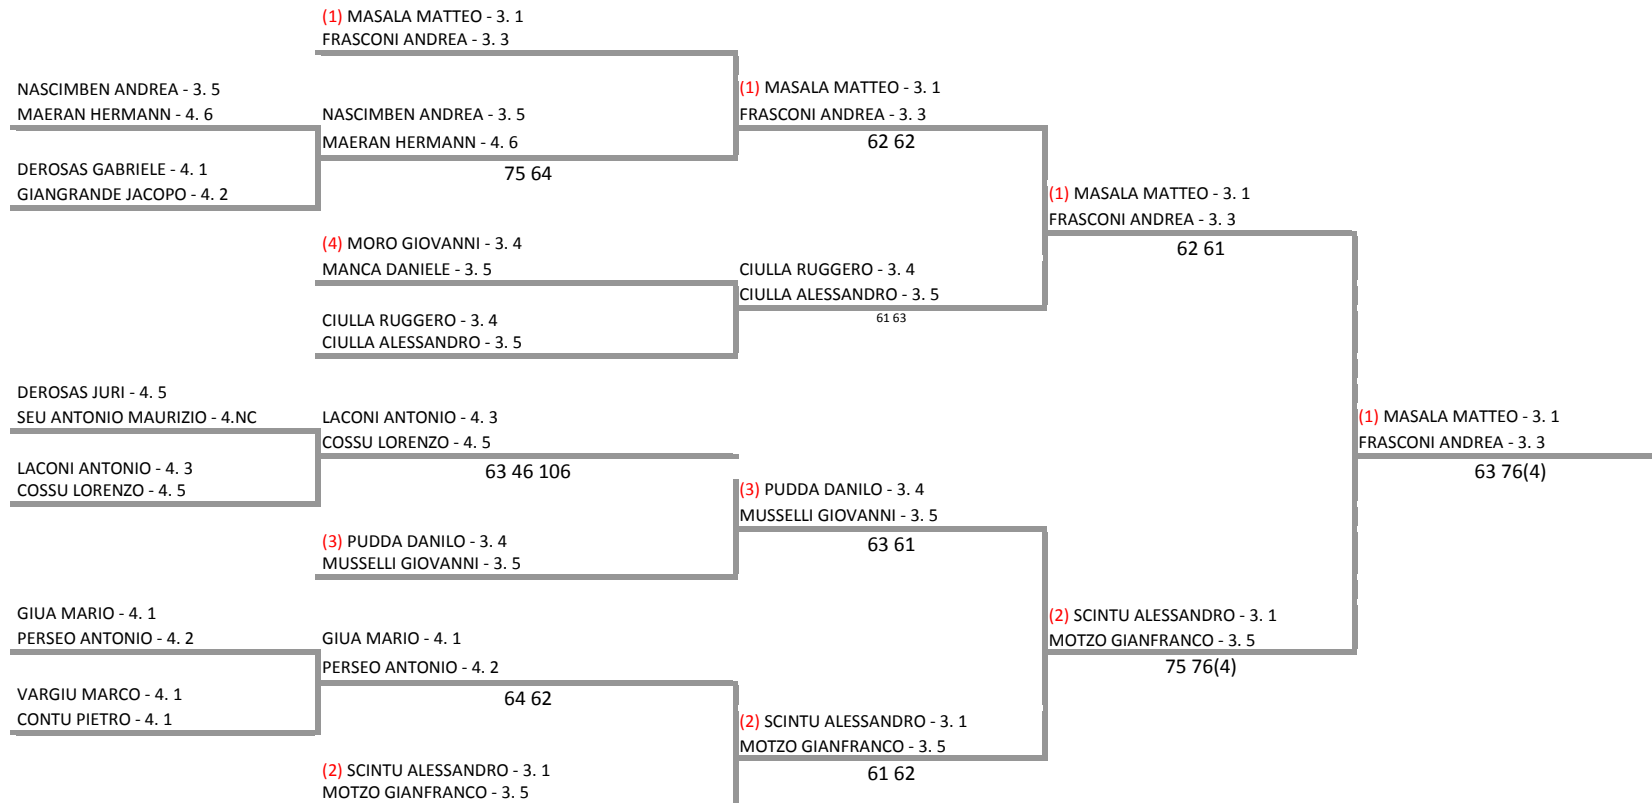 (1) MASALA MATTEO - 3. 1
FRASCONI ANDREA - 3. 3
NASCIMBEN ANDREA - 3. 5
MAERAN HERMANN - 4. 6
DEROSAS GABRIELE - 4. 1
GIANGRANDE JACOPO - 4. 2
NASCIMBEN ANDREA - 3. 5
MAERAN HERMANN - 4. 6
75 64
(1) MASALA MATTEO - 3. 1
FRASCONI ANDREA - 3. 3
62 62
(4) MORO GIOVANNI - 3. 4
MANCA DANIELE - 3. 5
CIULLA RUGGERO - 3. 4
CIULLA ALESSANDRO - 3. 5
CIULLA RUGGERO - 3. 4
CIULLA ALESSANDRO - 3. 5
61 63
(1) MASALA MATTEO - 3. 1
FRASCONI ANDREA - 3. 3
62 61
DEROSAS JURI - 4. 5
SEU ANTONIO MAURIZIO - 4.NC
LACONI ANTONIO - 4. 3
COSSU LORENZO - 4. 5
LACONI ANTONIO - 4. 3
COSSU LORENZO - 4. 5
63 46 106
(3) PUDDA DANILO - 3. 4
MUSSELLI GIOVANNI - 3. 5
(3) PUDDA DANILO - 3. 4
MUSSELLI GIOVANNI - 3. 5
63 61
(1) MASALA MATTEO - 3. 1
FRASCONI ANDREA - 3. 3
63 76(4)
GIUA MARIO - 4. 1
PERSEO ANTONIO - 4. 2
VARGIU MARCO - 4. 1
CONTU PIETRO - 4. 1
GIUA MARIO - 4. 1
PERSEO ANTONIO - 4. 2
64 62
(2) SCINTU ALESSANDRO - 3. 1
MOTZO GIANFRANCO - 3. 5
(2) SCINTU ALESSANDRO - 3. 1
MOTZO GIANFRANCO - 3. 5
61 62
(2) SCINTU ALESSANDRO - 3. 1
MOTZO GIANFRANCO - 3. 5
75 76(4)